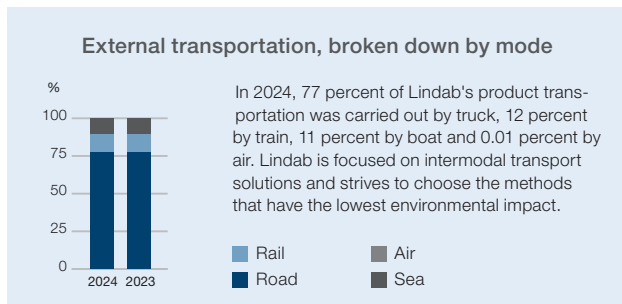 External transportation, broken down by mode
%
100
75
50
25
0
2024 2023
In 2024, 77 percent of Lindab's product trans-
portation was carried out by truck, 12 percent
by train, 11 percent by boat and 0.01 percent by
air. Lindab is focused on intermodal transport
solutions and strives to choose the methods
that have the lowest environmental impact.
Rail Air
Road Sea